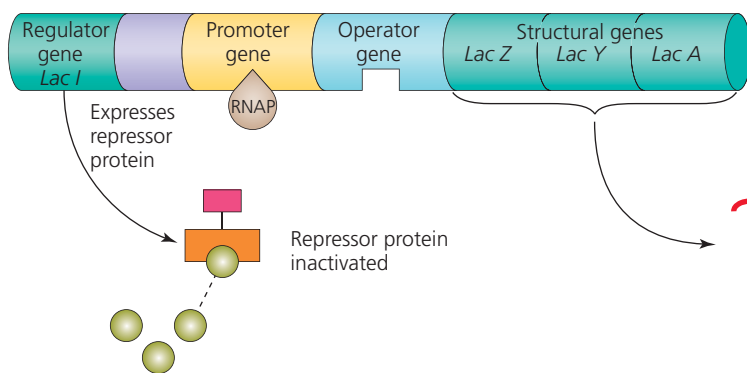 Regulator
gene
Lac I
Promoter
gene
Operator
gene
Structural genes
Lac Z Lac Y Lac A
RNAP
Expresses
repressor
protein
Repressor protein
inactivated